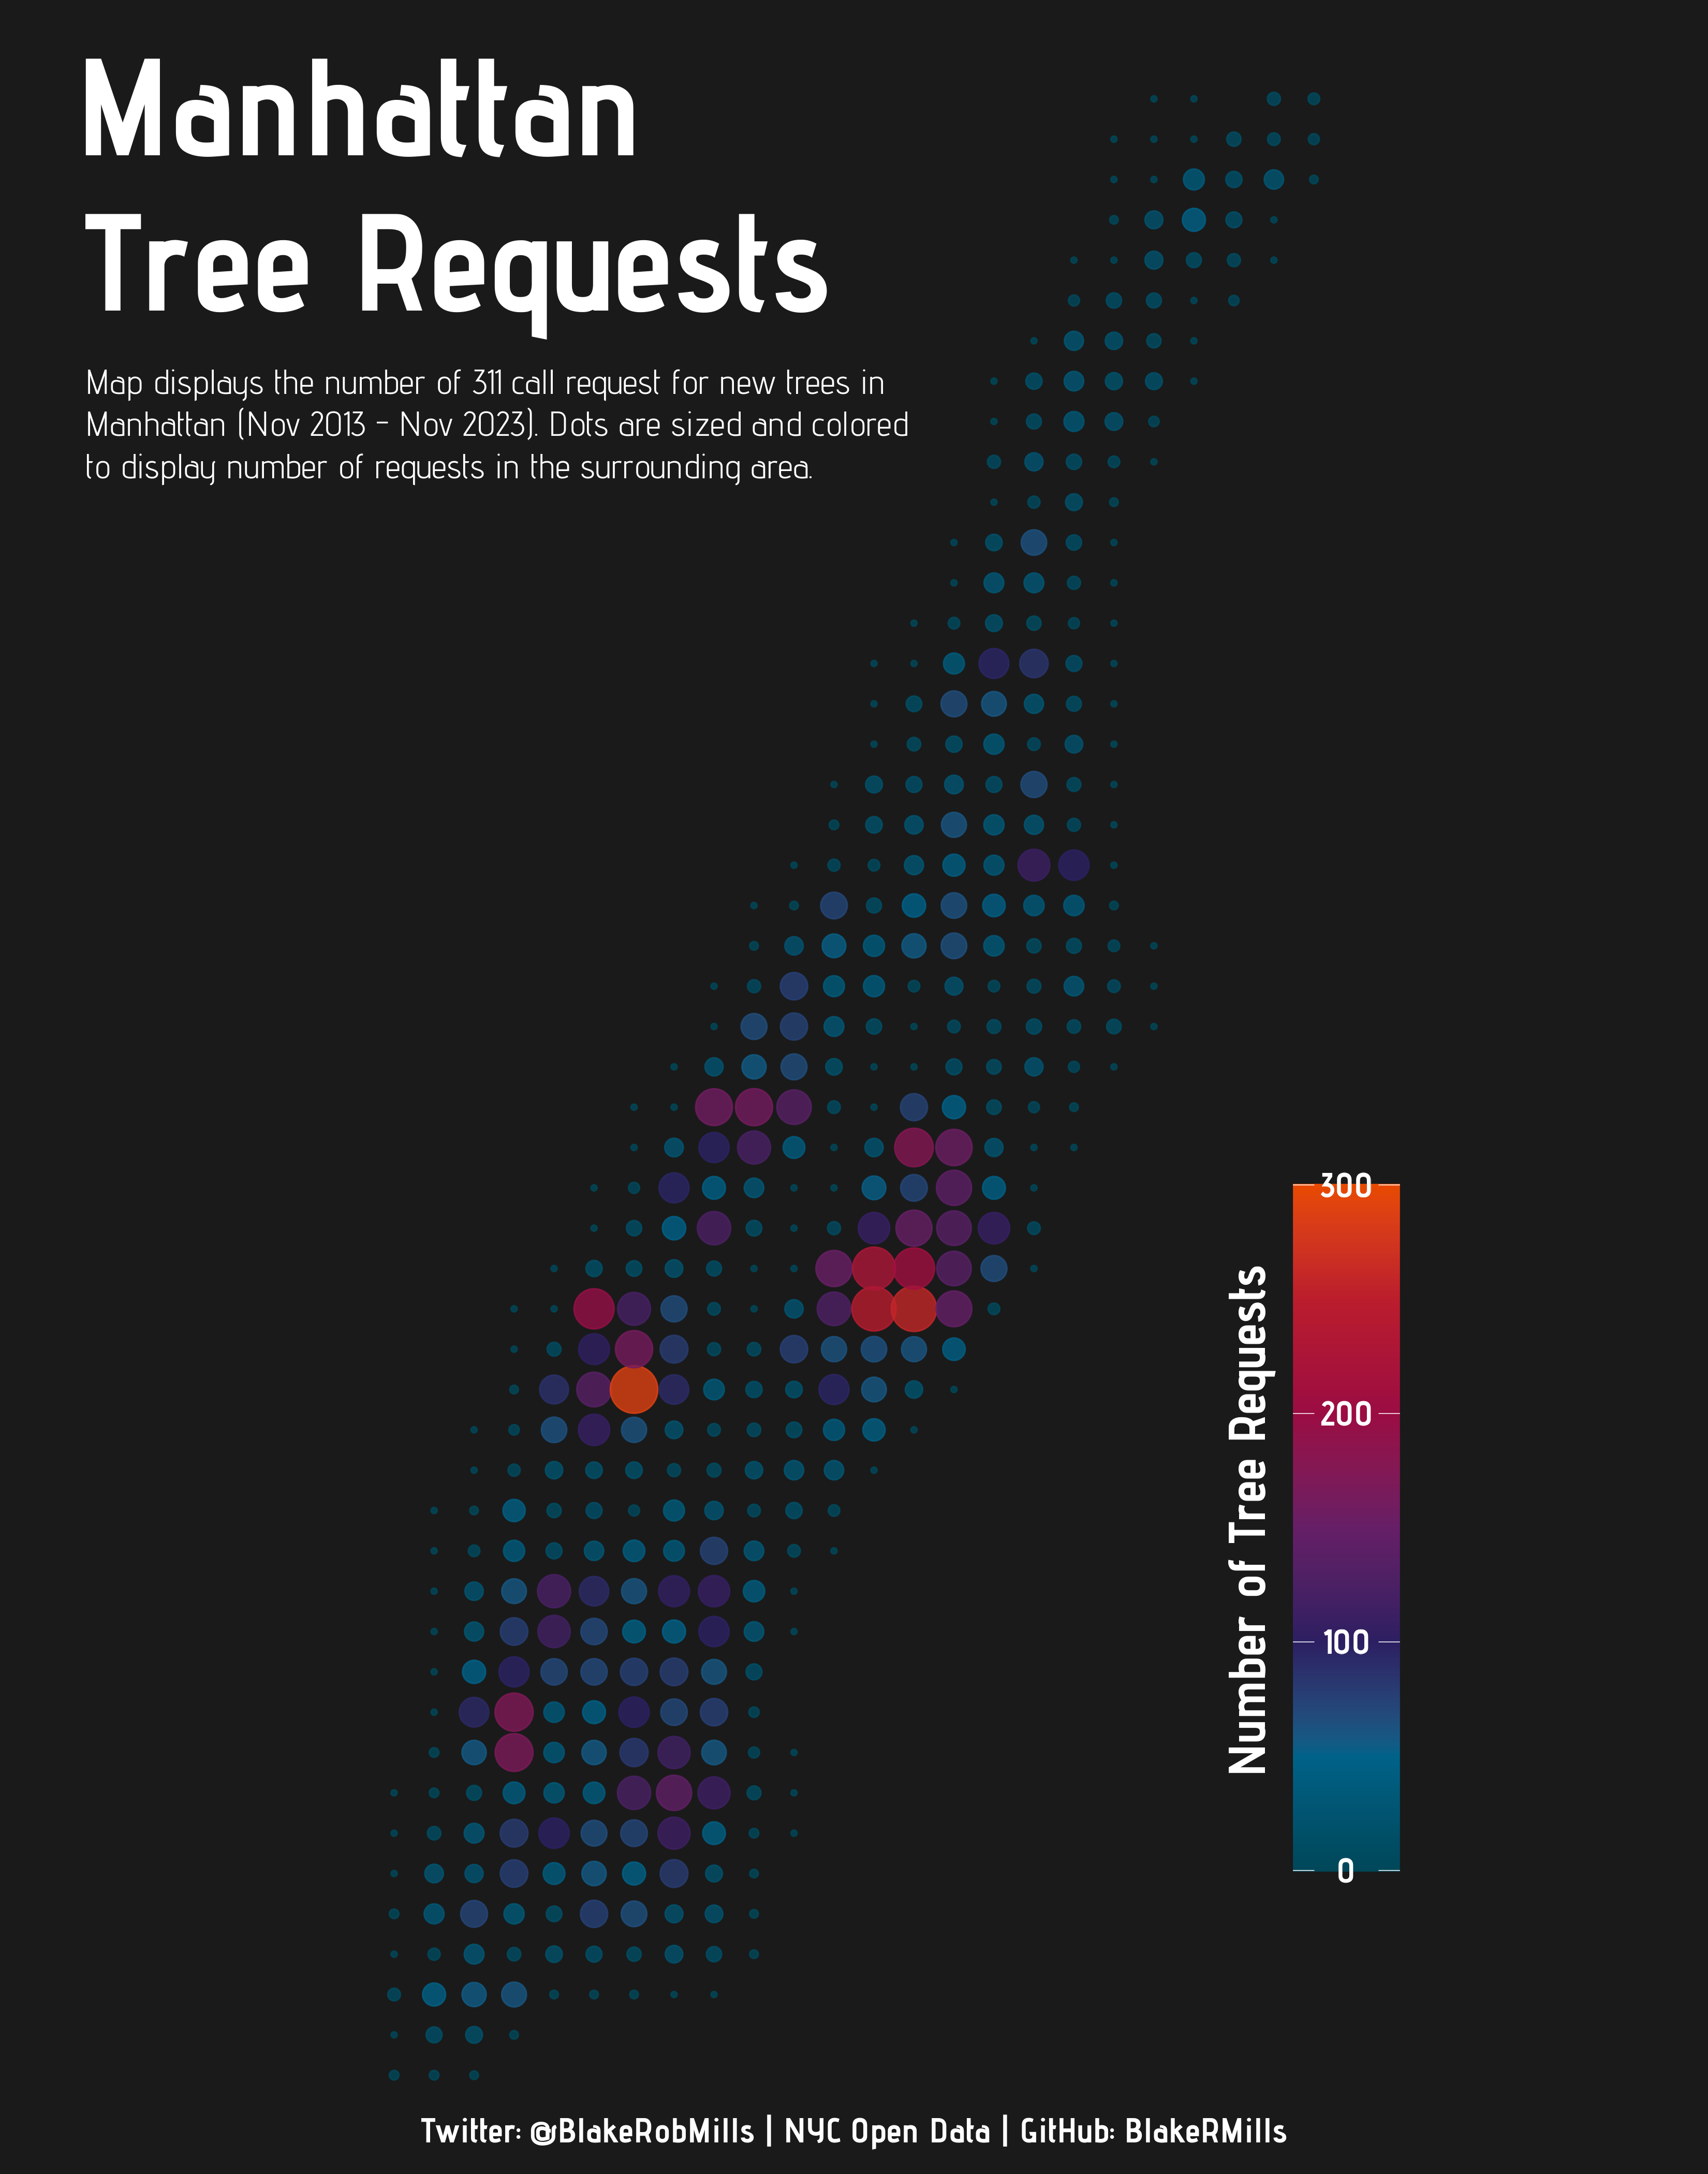 Manhattan
Tree Requests
Map displays the number of 311 call request for new trees in
Manhattan (Nov 2013 - Nov 2023). Dots are sized and colored
to display number of requests in the surrounding area.
Number of Tree Requests
300
200
100
0
Twitter: @BlakeRobMills | NYC Open Data | GitHub: BlakeRMills